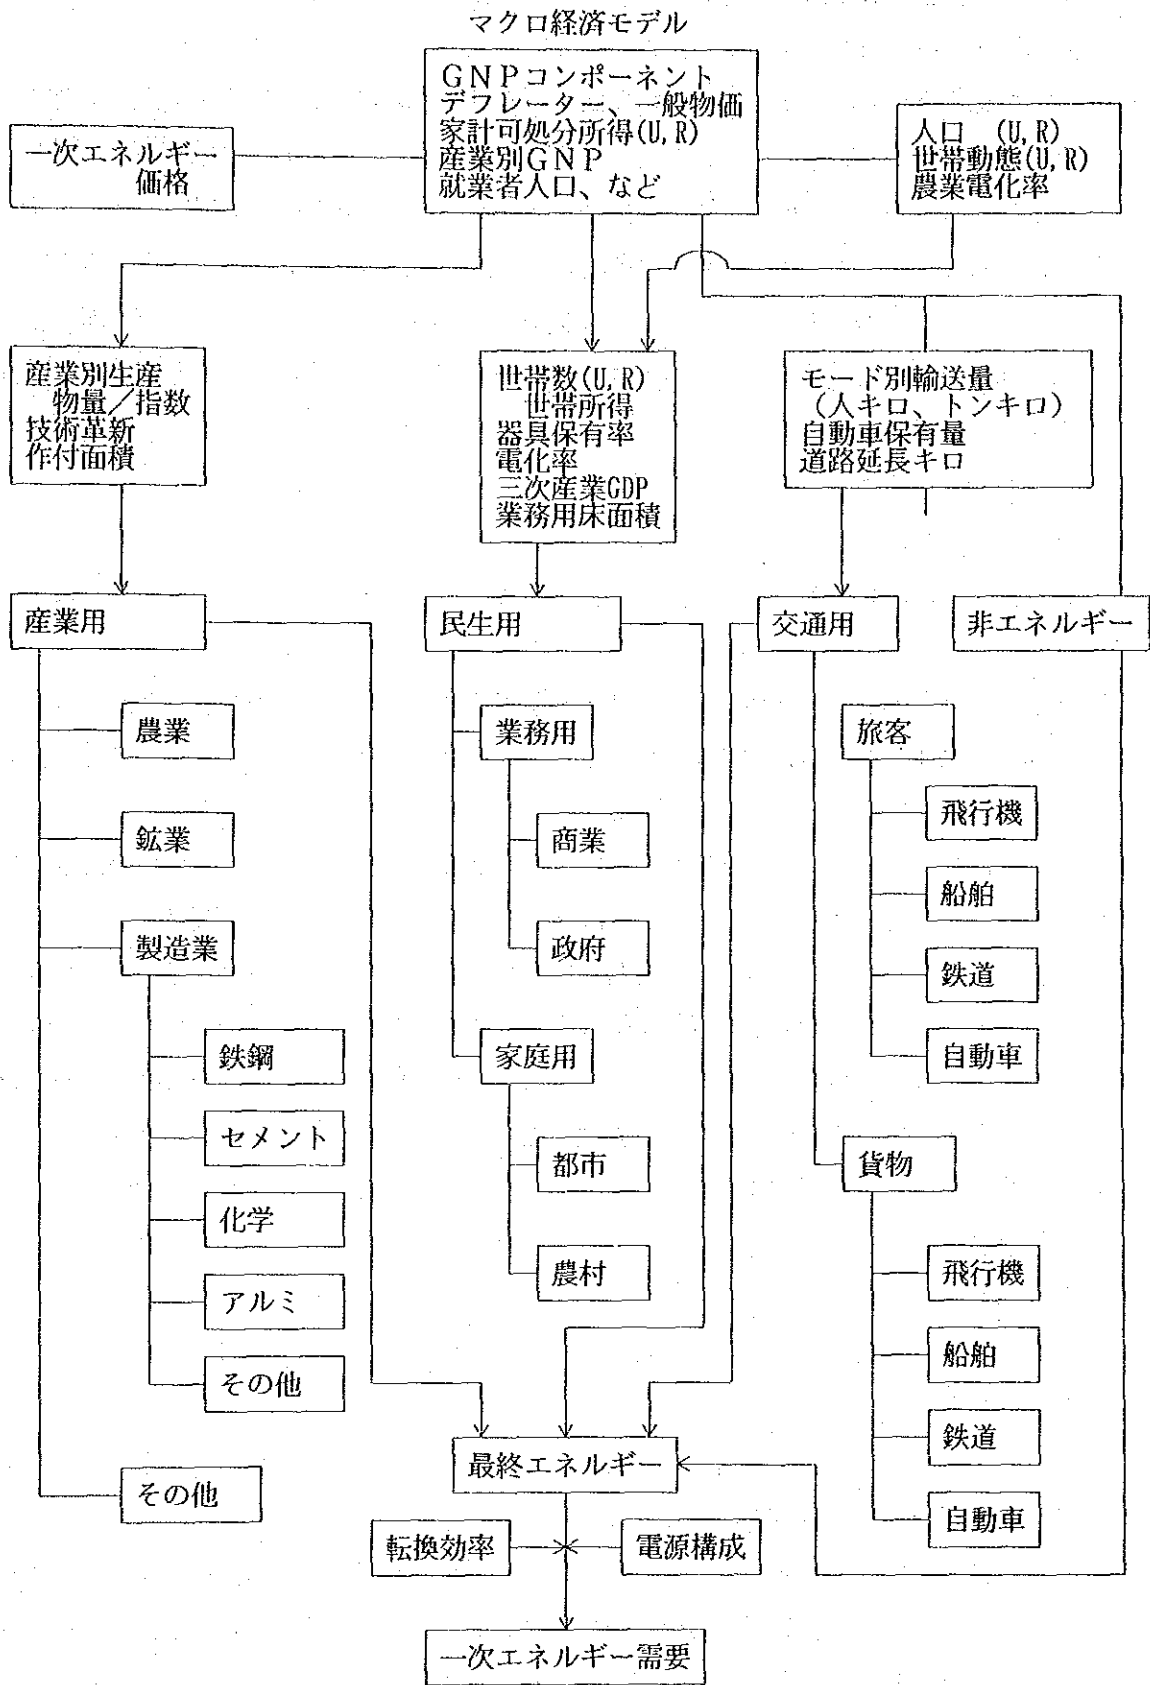 マクロ経済モデル
GNPコンポーネント
デフレーター、一般物価
家計可処分所得(U,R)
産業別GNP
就業者人口、など
一次エネルギー
価格
人口 (U,R)
世帯動態(U,R)
農業電化率
産業別生産
物量/指数
技術革新
作付面積
世帯数(U,R)
世帯所得
器具保有率
電化率
三次産業GDP
業務用床面積
モード別輸送量
(人キロ、トンキロ)
自動車保有量
道路延長キロ
産業用
民生用
交通用
非エネルギー
農業
鉱業
製造業
鉄鋼
セメント
化学
アルミ
その他
その他
業務用
商業
政府
家庭用
都市
農村
旅客
飛行機
船舶
鉄道
自動車
貨物
飛行機
船舶
鉄道
自動車
最終エネルギー
転換効率
電源構成
一次エネルギー需要